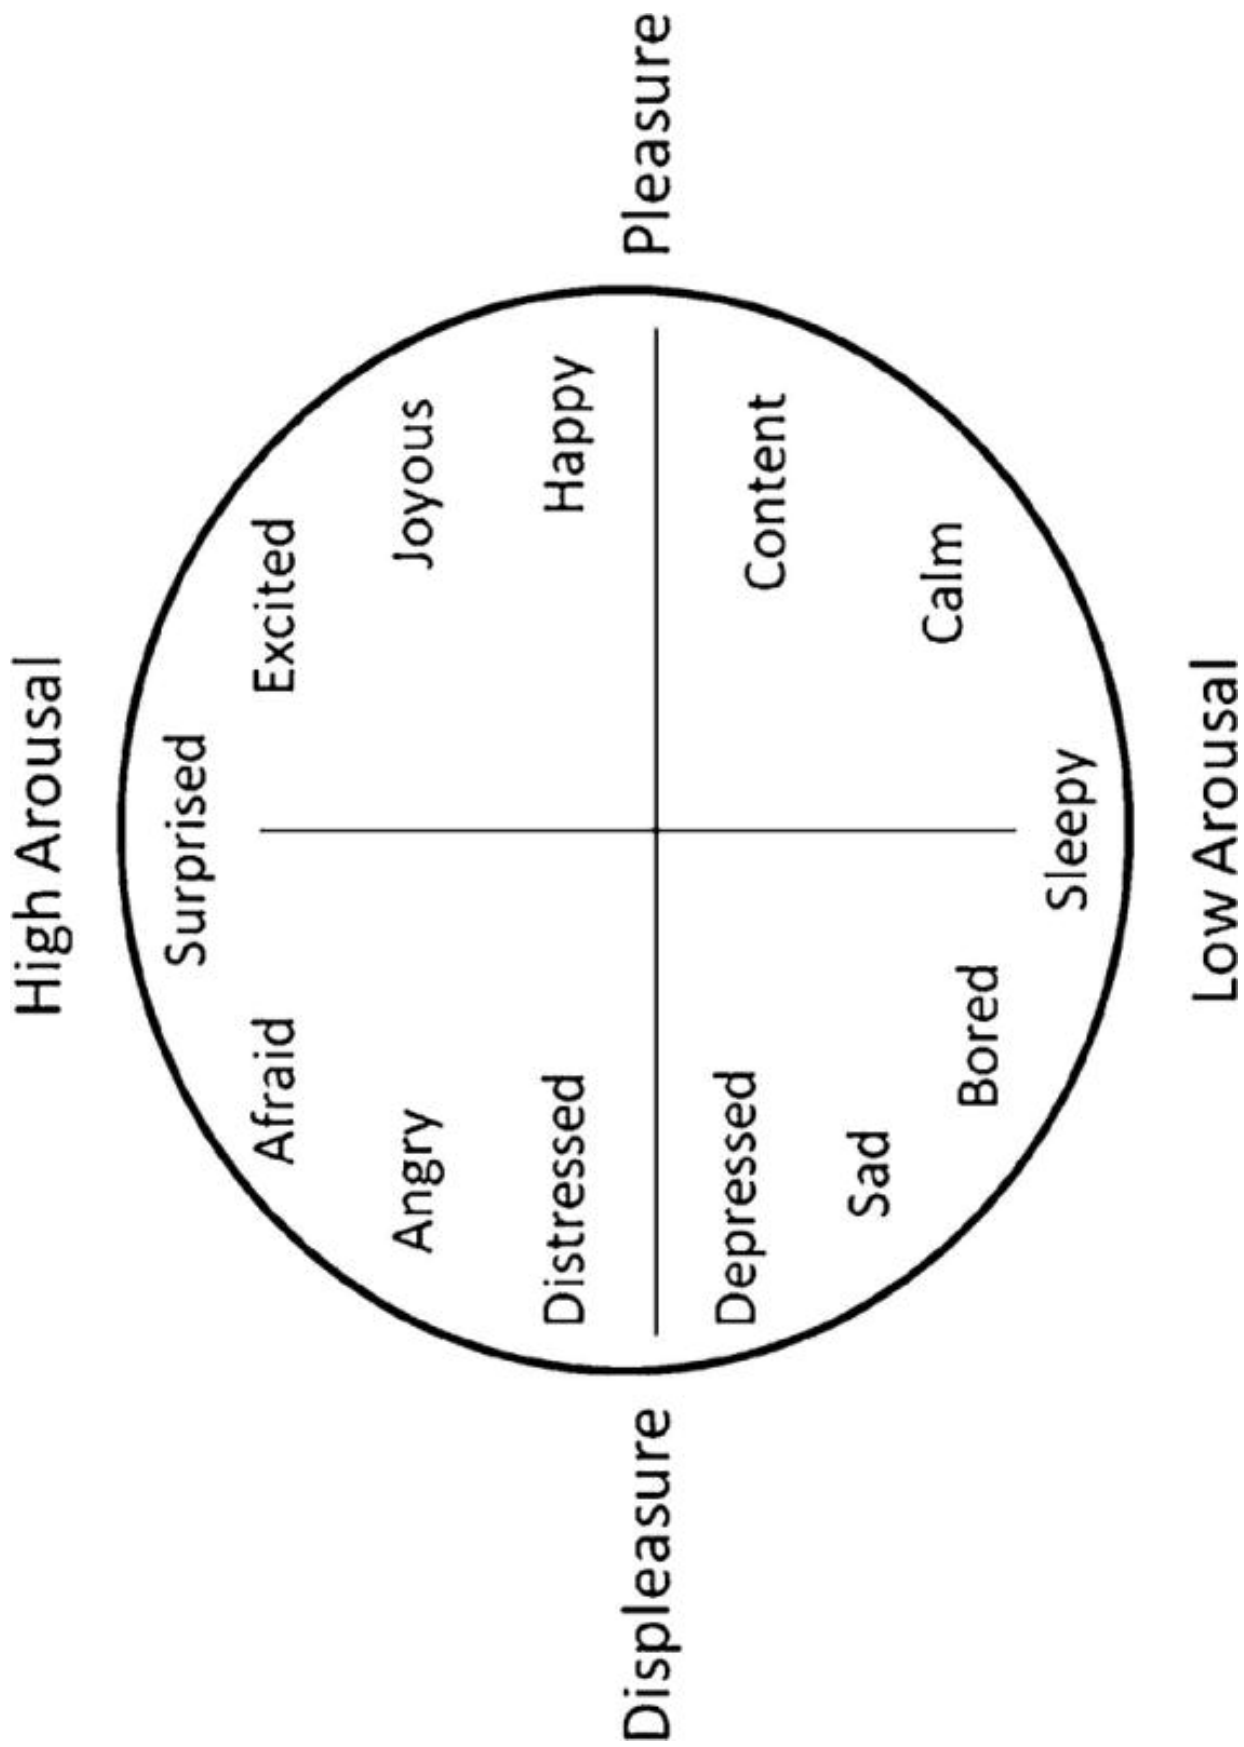 High Arousal
Surprised
Afraid
Excited
Angry
Joyous
Distressed
Happy
Displeasure
Pleasure
Depressed
Content
Sad
Calm
Bored
Sleepy
Low Arousal